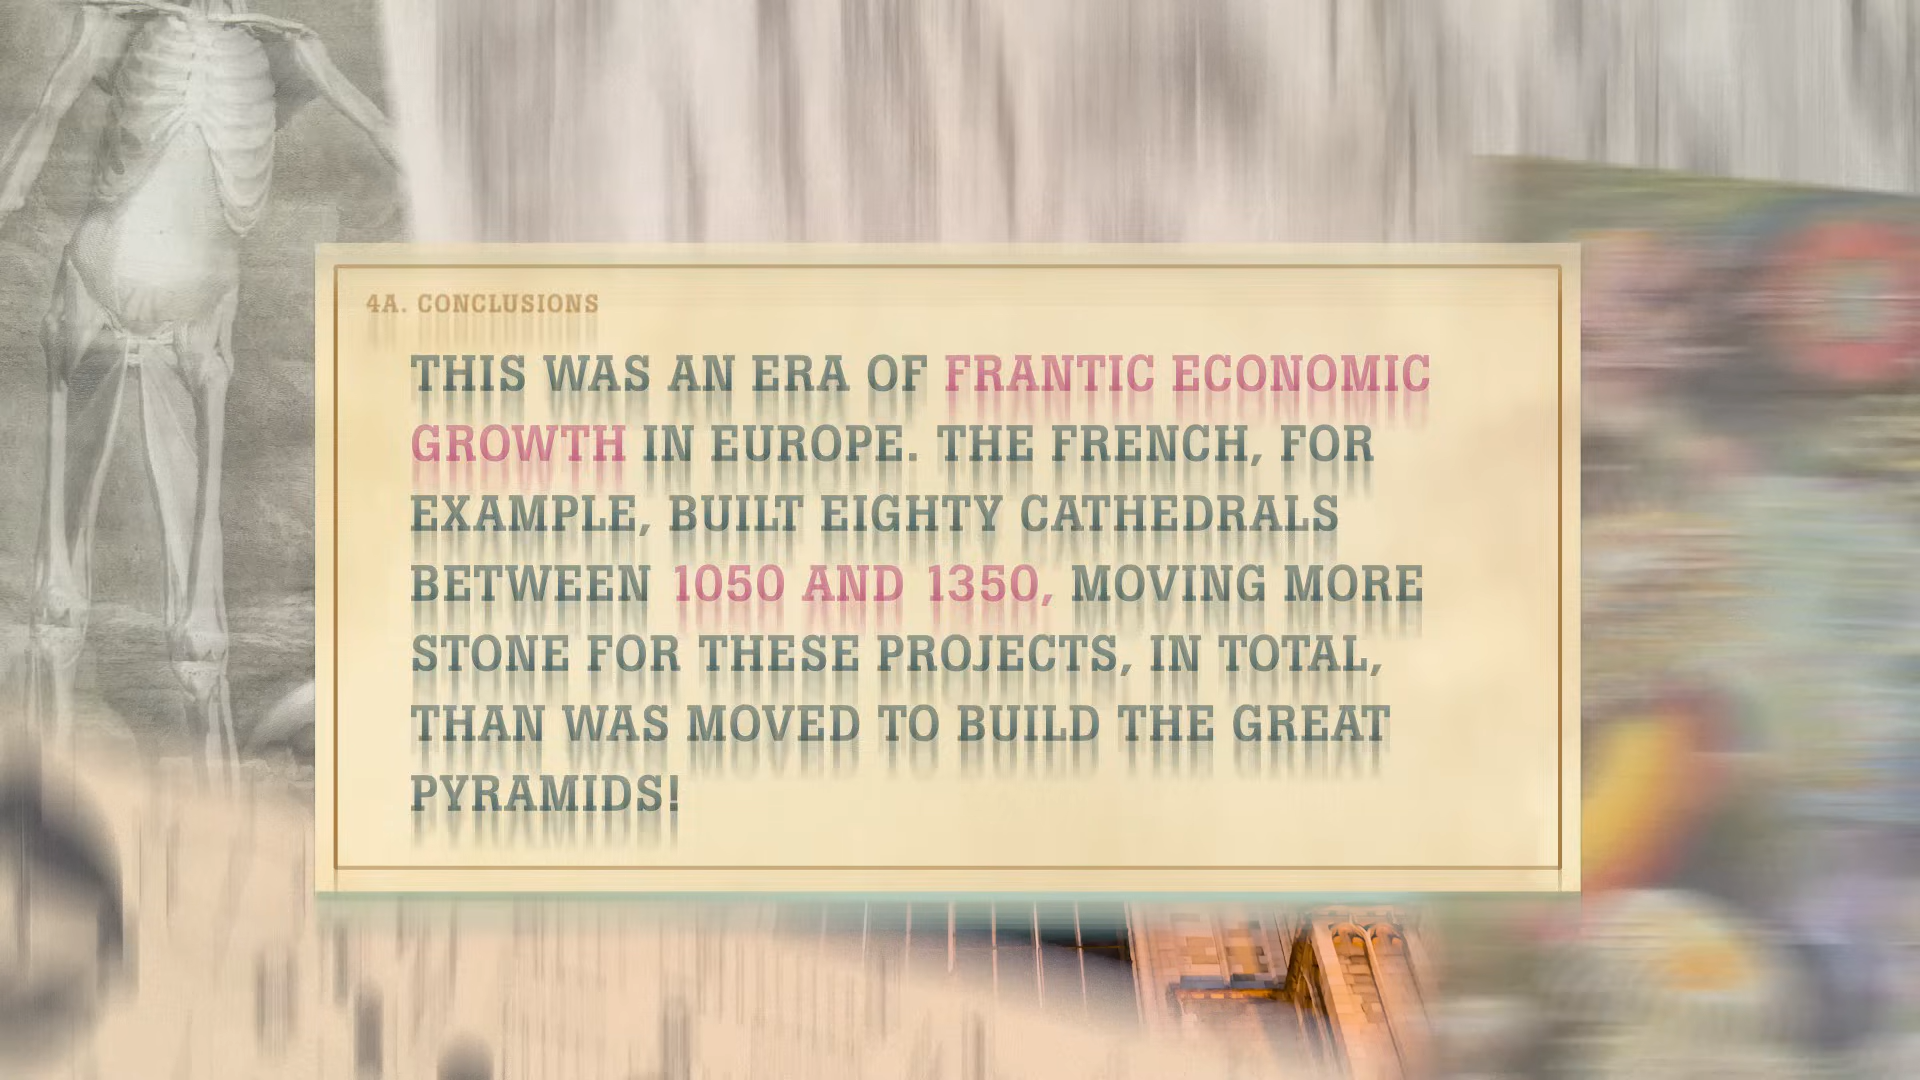 4A. CONCLUSIONS
THIS WAS AN ERA OF FRANTIC ECONOMIC
GROWTH IN EUROPE. THE FRENCH, FOR
EXAMPLE, BUILT EIGHTY CATHEDRALS
BETWEEN 1050 AND 1350, MOVING MORE
STONE FOR THESE PROJECTS, IN TOTAL,
THAN WAS MOVED TO BUILD THE GREAT
PYRAMIDS!